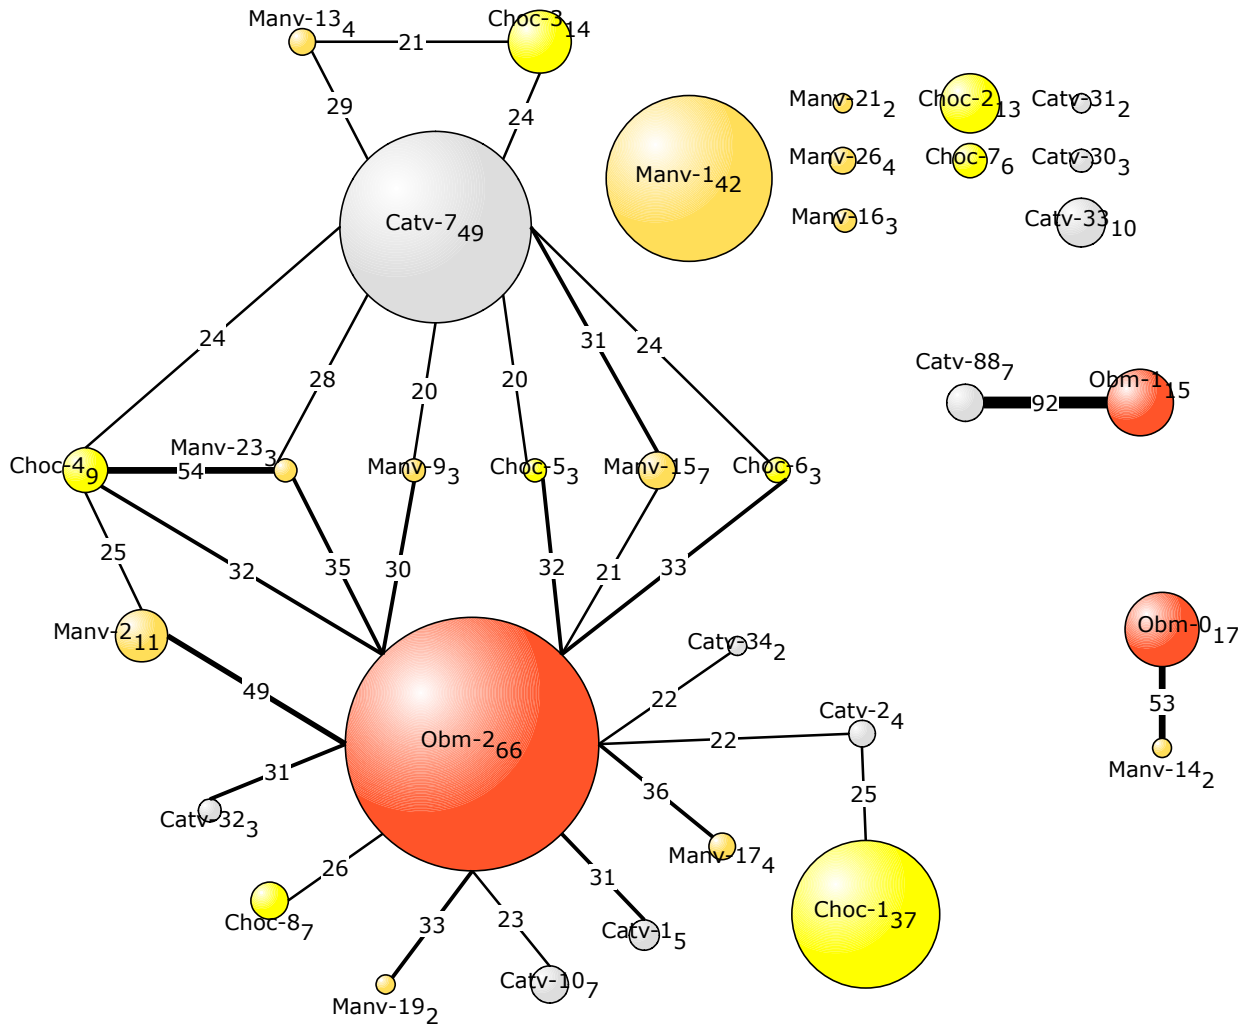 Manv-13₄
Choc-3₁₄
21
29
24
Manv-21₂
Choc-2₁₃
Catv-31₂
Manv-26₄
Choc-7₆
Catv-30₃
Manv-1₄₂
Manv-16₃
Catv-33₁₀
Catv-7₄₉
24
28
20
20
31
24
Catv-88₇
Obm-1₁₅
92
Choc-4₉
54
Manv-23₃
Manv-9₃
Choc-5₃
Manv-15₇
Choc-6₃
25
32
35
30
32
21
33
Manv-2₁₁
49
Catv-34₂
22
Obm-0₁₇
53
Manv-14₂
Obm-2₆₆
22
Catv-2₄
31
36
25
Catv-32₃
Manv-17₄
26
31
Choc-8₇
33
23
Catv-1₅
Choc-1₃₇
Manv-19₂
Catv-10₇